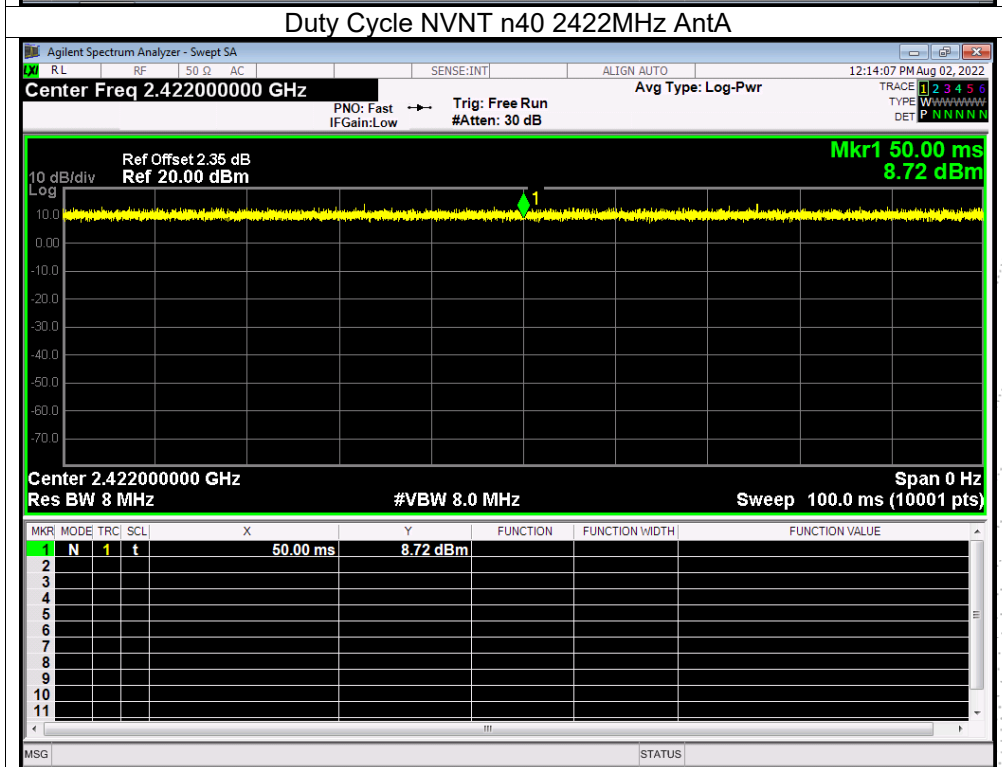 Duty Cycle NVNT n40 2422MHz AntA
Agilent Spectrum Analyzer - Swept SA
LXI RL RF 50 Ω AC SENSE:INT ALIGN AUTO 12:14:07 PM Aug 02, 2022
Center Freq 2.422000000 GHz Avg Type: Log-Pwr TRACE 1 2 3 4 5 6
PNO: Fast Trig: Free Run TYPE WWWWWW
IFGain:Low #Atten: 30 dB DET P N N N N N
Mkr1 50.00 ms
Ref Offset 2.35 dB
10 dB/div Ref 20.00 dBm 8.72 dBm
Log
1
10.0
0.00
-10.0
-20.0
-30.0
-40.0
-50.0
-60.0
-70.0
Center 2.422000000 GHz Span 0 Hz
Res BW 8 MHz #VBW 8.0 MHz Sweep 100.0 ms (10001 pts)
MKR MODE TRC SCL X Y FUNCTION FUNCTION WIDTH FUNCTION VALUE
1 N 1 t 50.00 ms 8.72 dBm
2
3
4
5
6
7
8
9
10
11
MSG STATUS